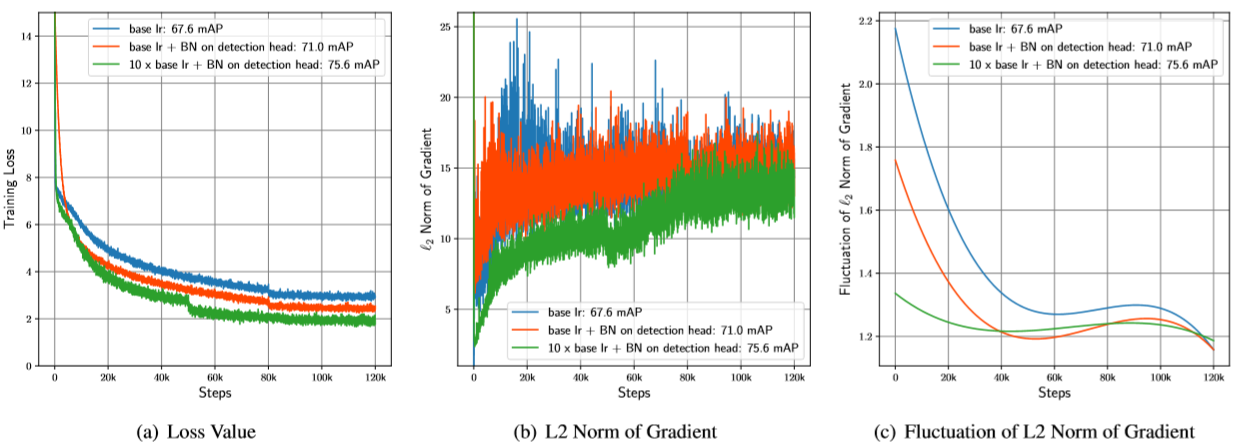 14
12
10
8
6
4
2
0
Training Loss
base lr: 67.6 mAP
base lr + BN on detection head: 71.0 mAP
10 x base lr + BN on detection head: 75.6 mAP
0 20k 40k 60k 80k 100k 120k
Steps
(a) Loss Value
25
20
15
10
5
ℓ2 Norm of Gradient
base lr: 67.6 mAP
base lr + BN on detection head: 71.0 mAP
10 x base lr + BN on detection head: 75.6 mAP
0 20k 40k 60k 80k 100k 120k
Steps
(b) L2 Norm of Gradient
2.2
2.0
1.8
1.6
1.4
1.2
Fluctuation of ℓ2 Norm of Gradient
base lr: 67.6 mAP
base lr + BN on detection head: 71.0 mAP
10 x base lr + BN on detection head: 75.6 mAP
0 20k 40k 60k 80k 100k 120k
Steps
(c) Fluctuation of L2 Norm of Gradient